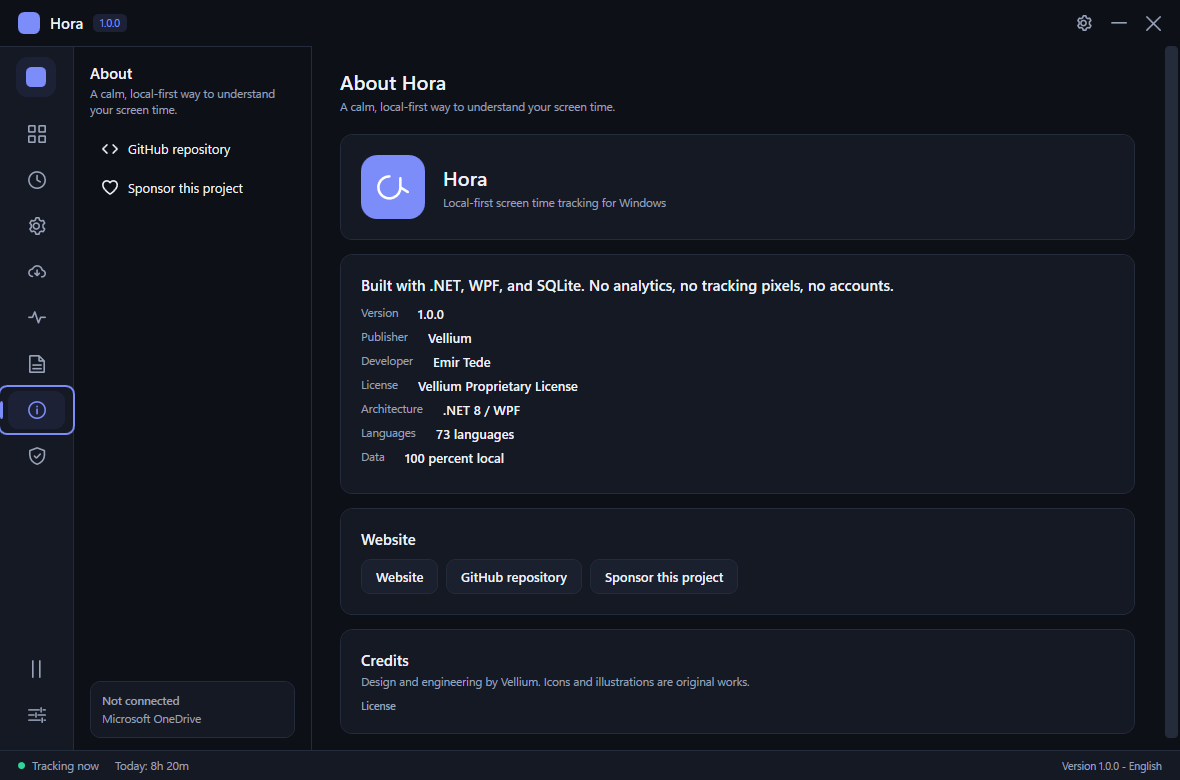 Hora 1.0.0
About
A calm, local-first way to understand
your screen time.
GitHub repository
Sponsor this project
Not connected
Microsoft OneDrive
About Hora
A calm, local-first way to understand your screen time.
Hora
Local-first screen time tracking for Windows
Built with .NET, WPF, and SQLite. No analytics, no tracking pixels, no accounts.
Version 1.0.0
Publisher Vellium
Developer Emir Tede
License Vellium Proprietary License
Architecture .NET 8 / WPF
Languages 73 languages
Data 100 percent local
Website
Website GitHub repository Sponsor this project
Credits
Design and engineering by Vellium. Icons and illustrations are original works.
License
Tracking now Today: 8h 20m Version 1.0.0 - English